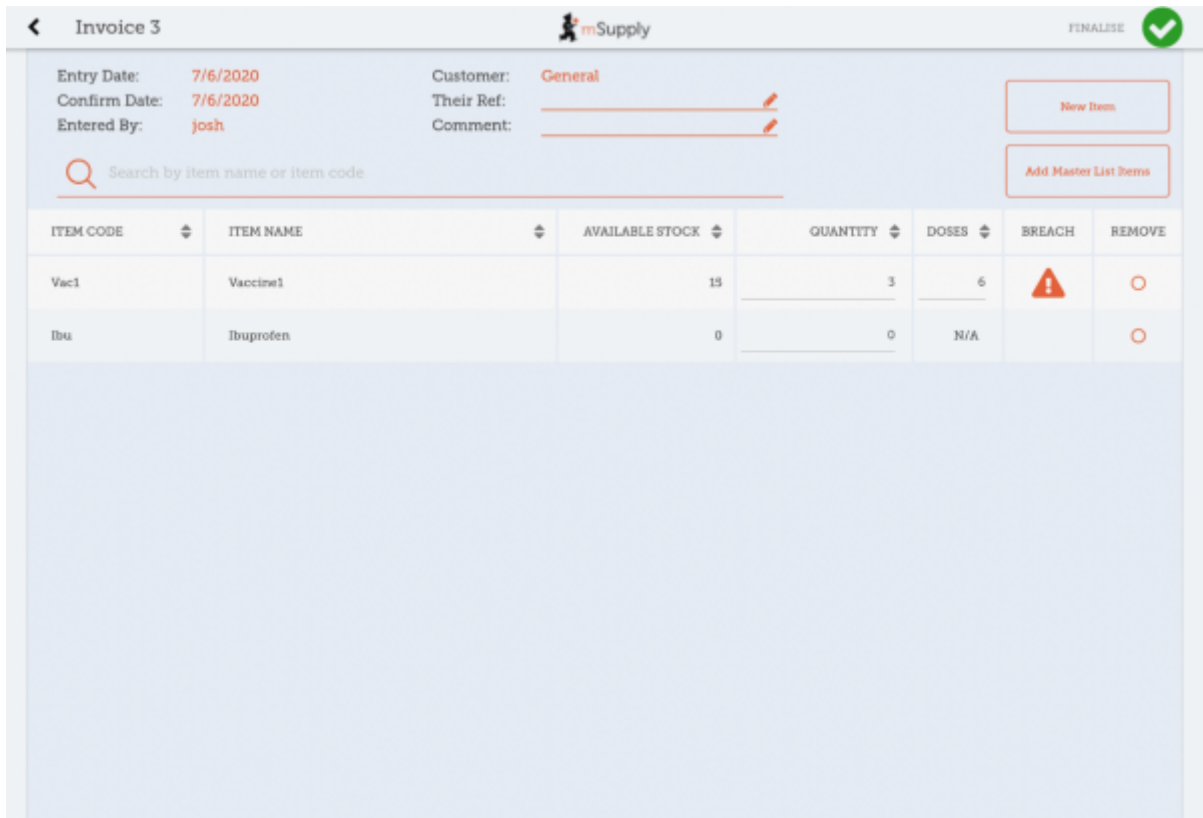 Invoice 3 mSupply FINALISE
Entry Date: 7/6/2020 Customer: General
Confirm Date: 7/6/2020 Their Ref:
Entered By: josh Comment:
New Item
Search by item name or item code
Add Master List Items
ITEM CODE ITEM NAME AVAILABLE STOCK QUANTITY DOSES BREACH REMOVE
Vac1 Vaccine1 15 3 6
Ibu Ibuprofen 0 0 N/A